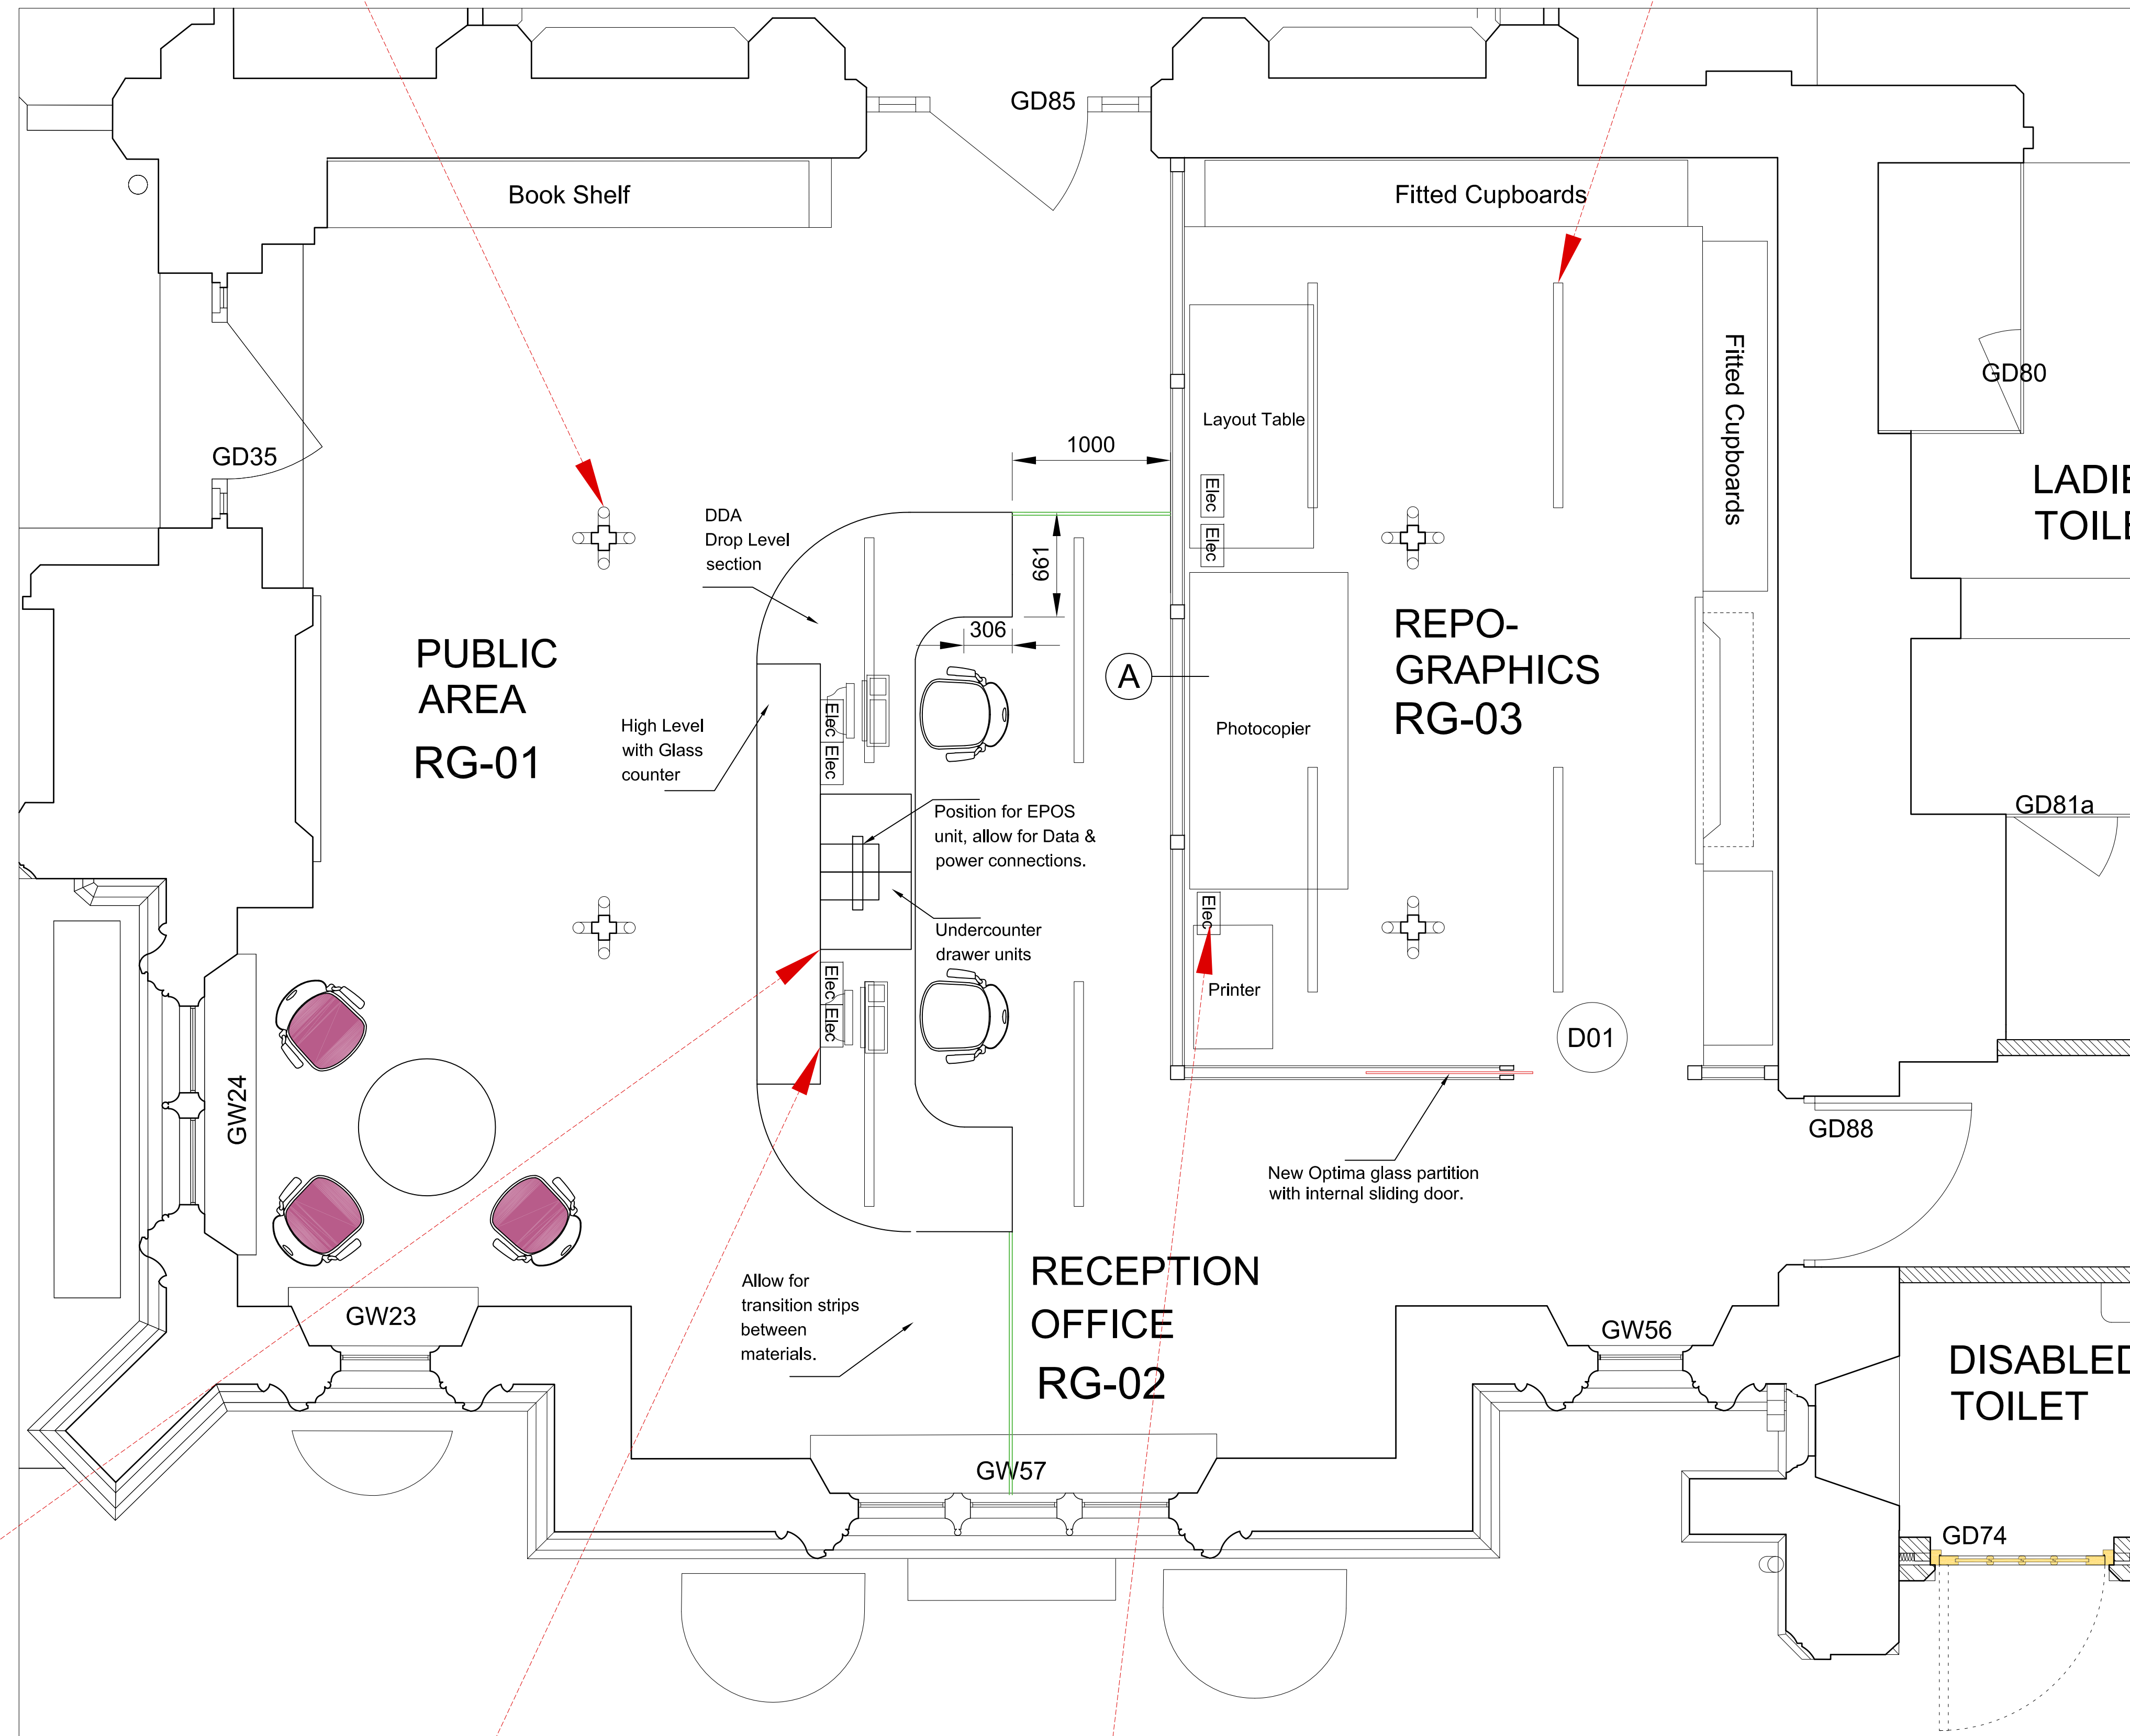 GD85
Book Shelf
Fitted Cupboards
Fitted Cupboards
GD80
GD35
Layout Table
1000
Elec
Elec
DDA
Drop Level
section
661
306
PUBLIC
AREA
RG-01
A
REPO-
GRAPHICS
RG-03
High Level
with Glass
counter
Elec
Elec
Photocopier
Position for EPOS
unit, allow for Data &
power connections.
GD81a
Undercounter
drawer units
Elec
Elec
Elec
Printer
D01
GW24
GD88
New Optima glass partition
with internal sliding door.
RECEPTION
OFFICE
RG-02
Allow for
transition strips
between
materials.
GW23
GW56
GW57
DISABLED
TOILET
GD74